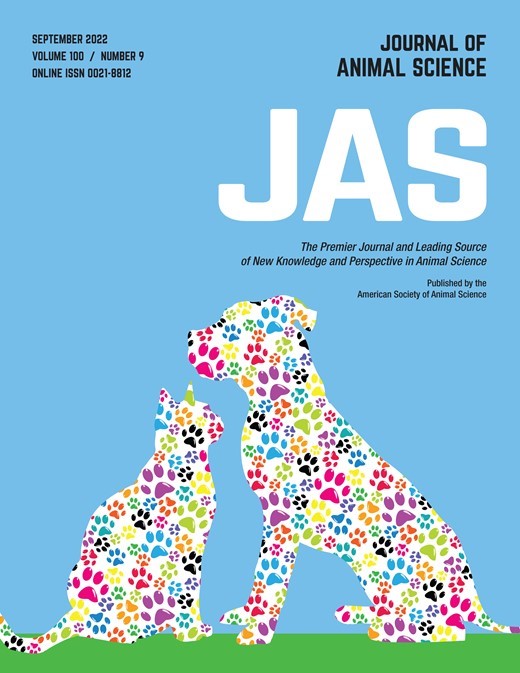 SEPTEMBER 2022
VOLUME 100 / NUMBER 9
ONLINE ISSN 0021-8812
JOURNAL OF
ANIMAL SCIENCE
JAS
The Premier Journal and Leading Source
of New Knowledge and Perspective in Animal Science
Published by the
American Society of Animal Science